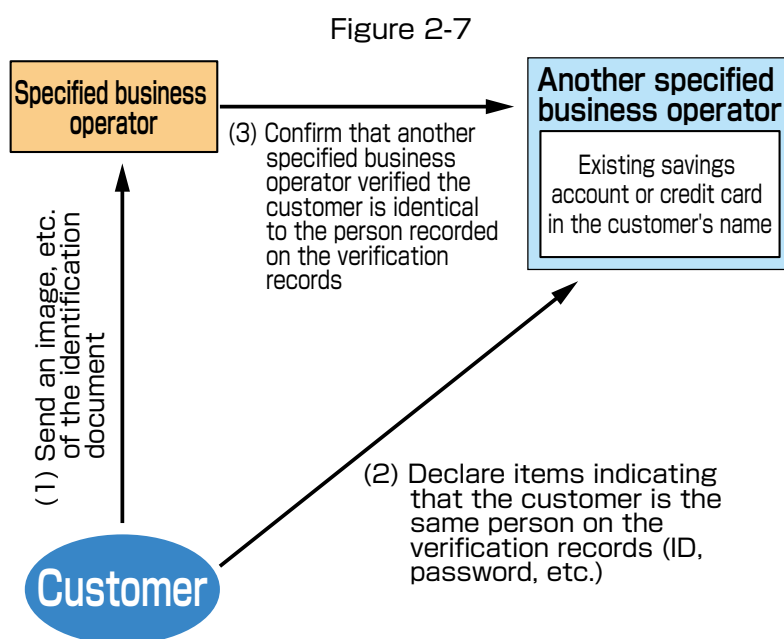 Figure 2-7
Specified business
operator
Another specified
business operator
Existing savings
account or credit card
in the customer's name
(3) Confirm that another
specified business
operator verified the
customer is identical
to the person recorded
on the verification
records
(1) Send an image, etc.
of the identification
document
(2) Declare items indicating
that the customer is the
same person on the
verification records (ID,
password, etc.)
Customer